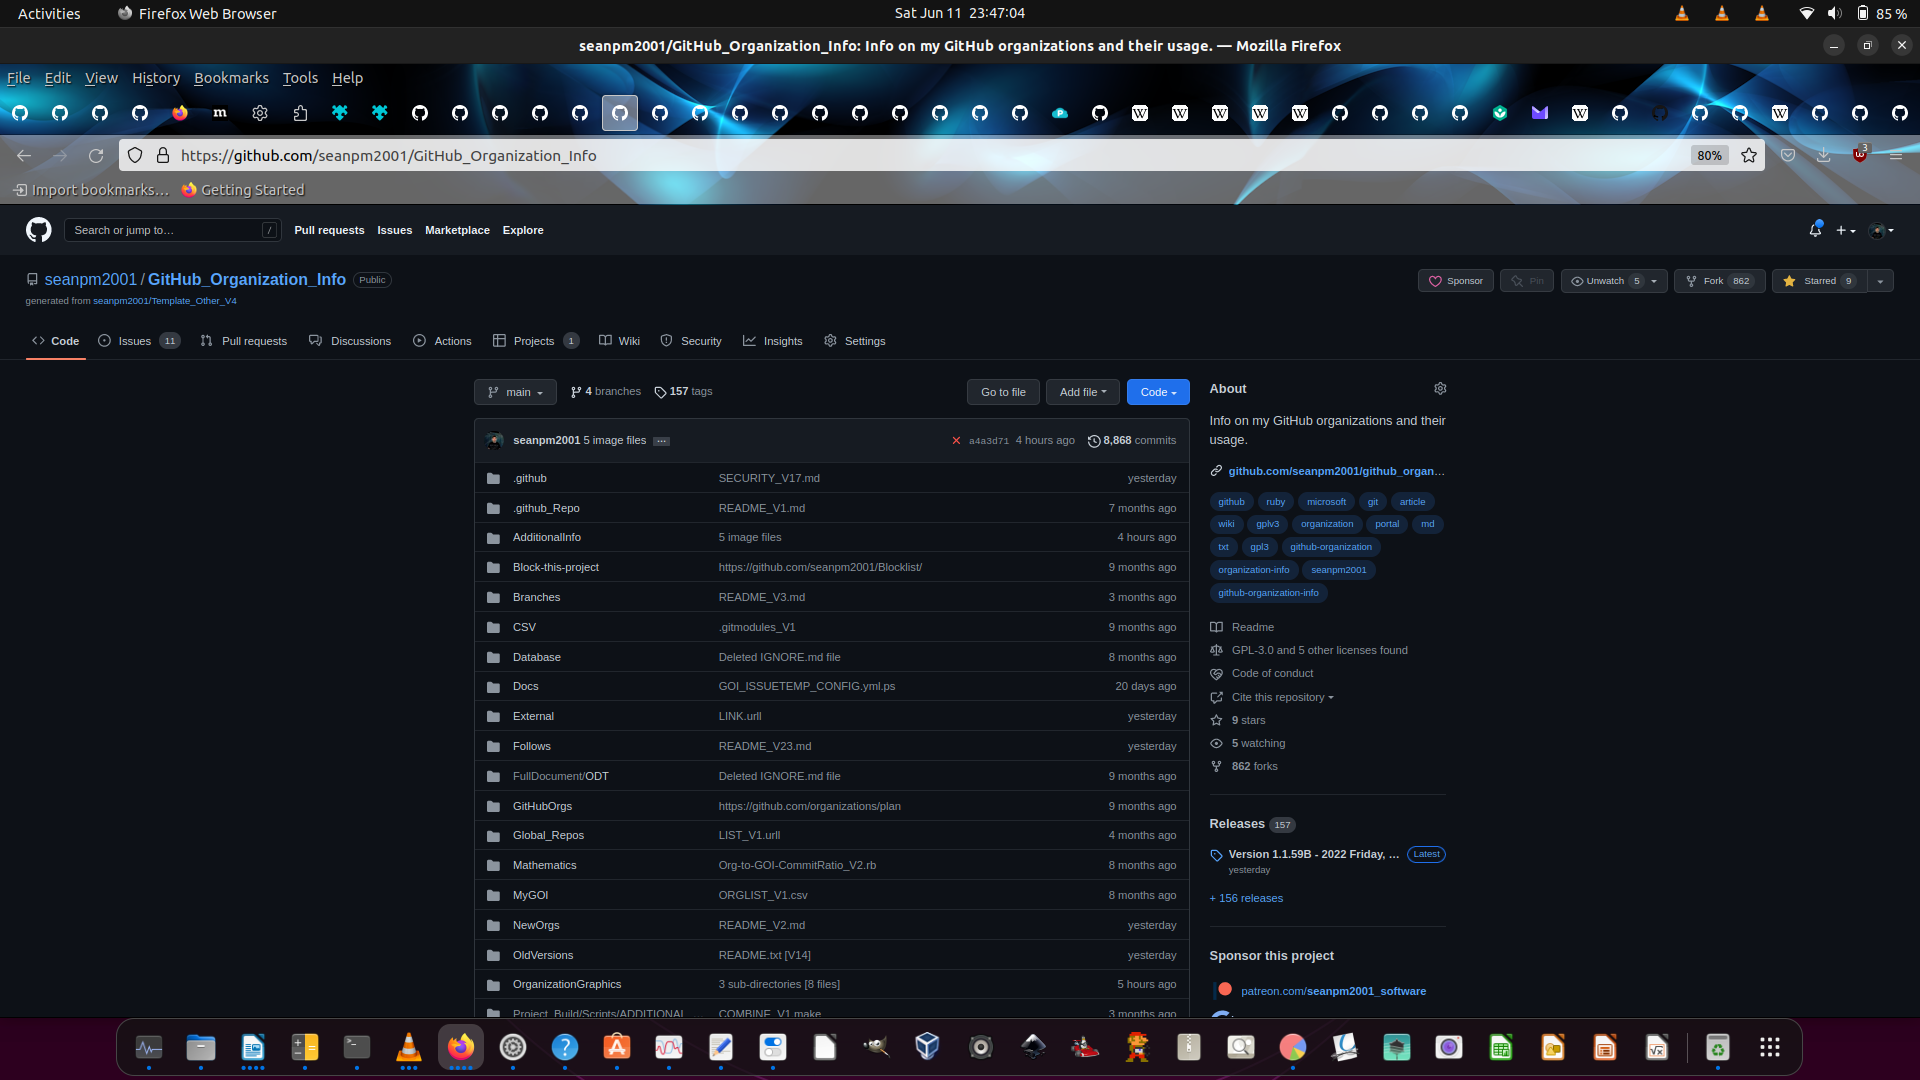 Activities
Firefox Web Browser
Sat Jun 11 23:47:04
85 %
seanpm2001/GitHub_Organization_Info: Info on my GitHub organizations and their usage. — Mozilla Firefox
File Edit View History Bookmarks Tools Help
https://github.com/seanpm2001/GitHub_Organization_Info
80%
3
Import bookmarks…
Getting Started
Search or jump to…
/
Pull requests Issues Marketplace Explore
seanpm2001 / GitHub_Organization_Info Public
Sponsor Pin Unwatch 5 Fork 862 Starred 9
generated from seanpm2001/Template_Other_V4
Code Issues 11 Pull requests Discussions Actions Projects 1 Wiki Security Insights Settings
main 4 branches 157 tags Go to file Add file Code
seanpm2001 5 image files … a4a3d71 4 hours ago 8,868 commits
.github SECURITY_V17.md yesterday
.github_Repo README_V1.md 7 months ago
AdditionalInfo 5 image files 4 hours ago
Block-this-project https://github.com/seanpm2001/Blocklist/ 9 months ago
Branches README_V3.md 3 months ago
CSV .gitmodules_V1 9 months ago
Database Deleted IGNORE.md file 8 months ago
Docs GOI_ISSUETEMP_CONFIG.yml.ps 20 days ago
External LINK.urll yesterday
Follows README_V23.md yesterday
FullDocument/ODT Deleted IGNORE.md file 9 months ago
GitHubOrgs https://github.com/organizations/plan 9 months ago
Global_Repos LIST_V1.urll 4 months ago
Mathematics Org-to-GOI-CommitRatio_V2.rb 8 months ago
MyGOI ORGLIST_V1.csv 8 months ago
NewOrgs README_V2.md yesterday
OldVersions README.txt [V14] yesterday
OrganizationGraphics 3 sub-directories [8 files] 5 hours ago
Project_Build/Scripts/ADDITIONAL_… COMBINE_V1.make 3 months ago
About
Info on my GitHub organizations and their
usage.
github.com/seanpm2001/github_organ…
github ruby microsoft git article
wiki gplv3 organization portal md
txt gpl3 github-organization
organization-info seanpm2001
github-organization-info
Readme
GPL-3.0 and 5 other licenses found
Code of conduct
Cite this repository
9 stars
5 watching
862 forks
Releases 157
Version 1.1.59B - 2022 Friday, … Latest
yesterday
+ 156 releases
Sponsor this project
patreon.com/seanpm2001_software